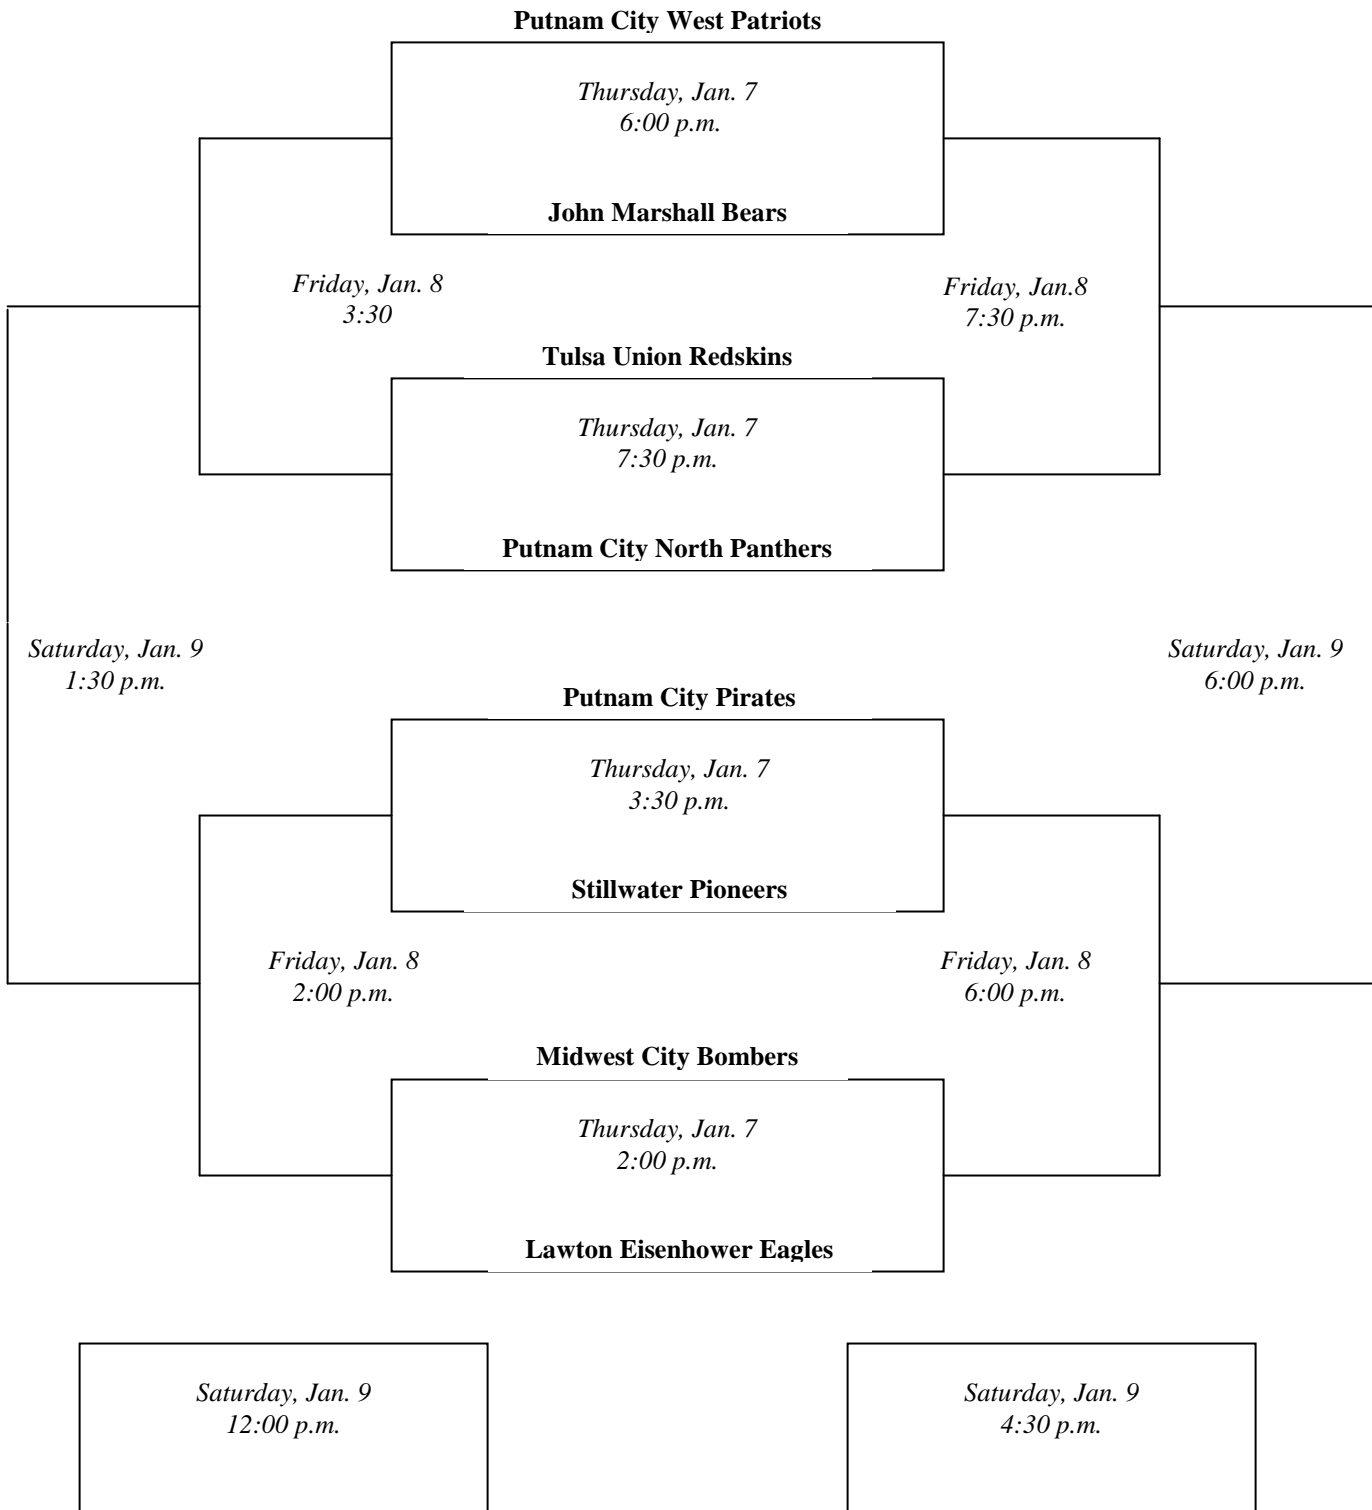 Putnam City West Patriots
Thursday, Jan. 7
6:00 p.m.
John Marshall Bears
Friday, Jan. 8
3:30
Friday, Jan.8
7:30 p.m.
Tulsa Union Redskins
Thursday, Jan. 7
7:30 p.m.
Putnam City North Panthers
Saturday, Jan. 9
1:30 p.m.
Saturday, Jan. 9
6:00 p.m.
Putnam City Pirates
Thursday, Jan. 7
3:30 p.m.
Stillwater Pioneers
Friday, Jan. 8
2:00 p.m.
Friday, Jan. 8
6:00 p.m.
Midwest City Bombers
Thursday, Jan. 7
2:00 p.m.
Lawton Eisenhower Eagles
Saturday, Jan. 9
12:00 p.m.
Saturday, Jan. 9
4:30 p.m.